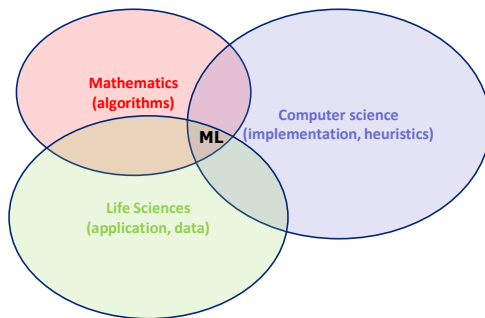 Mathematics
(algorithms)
Computer science
(implementation, heuristics)
ML
Life Sciences
(application, data)